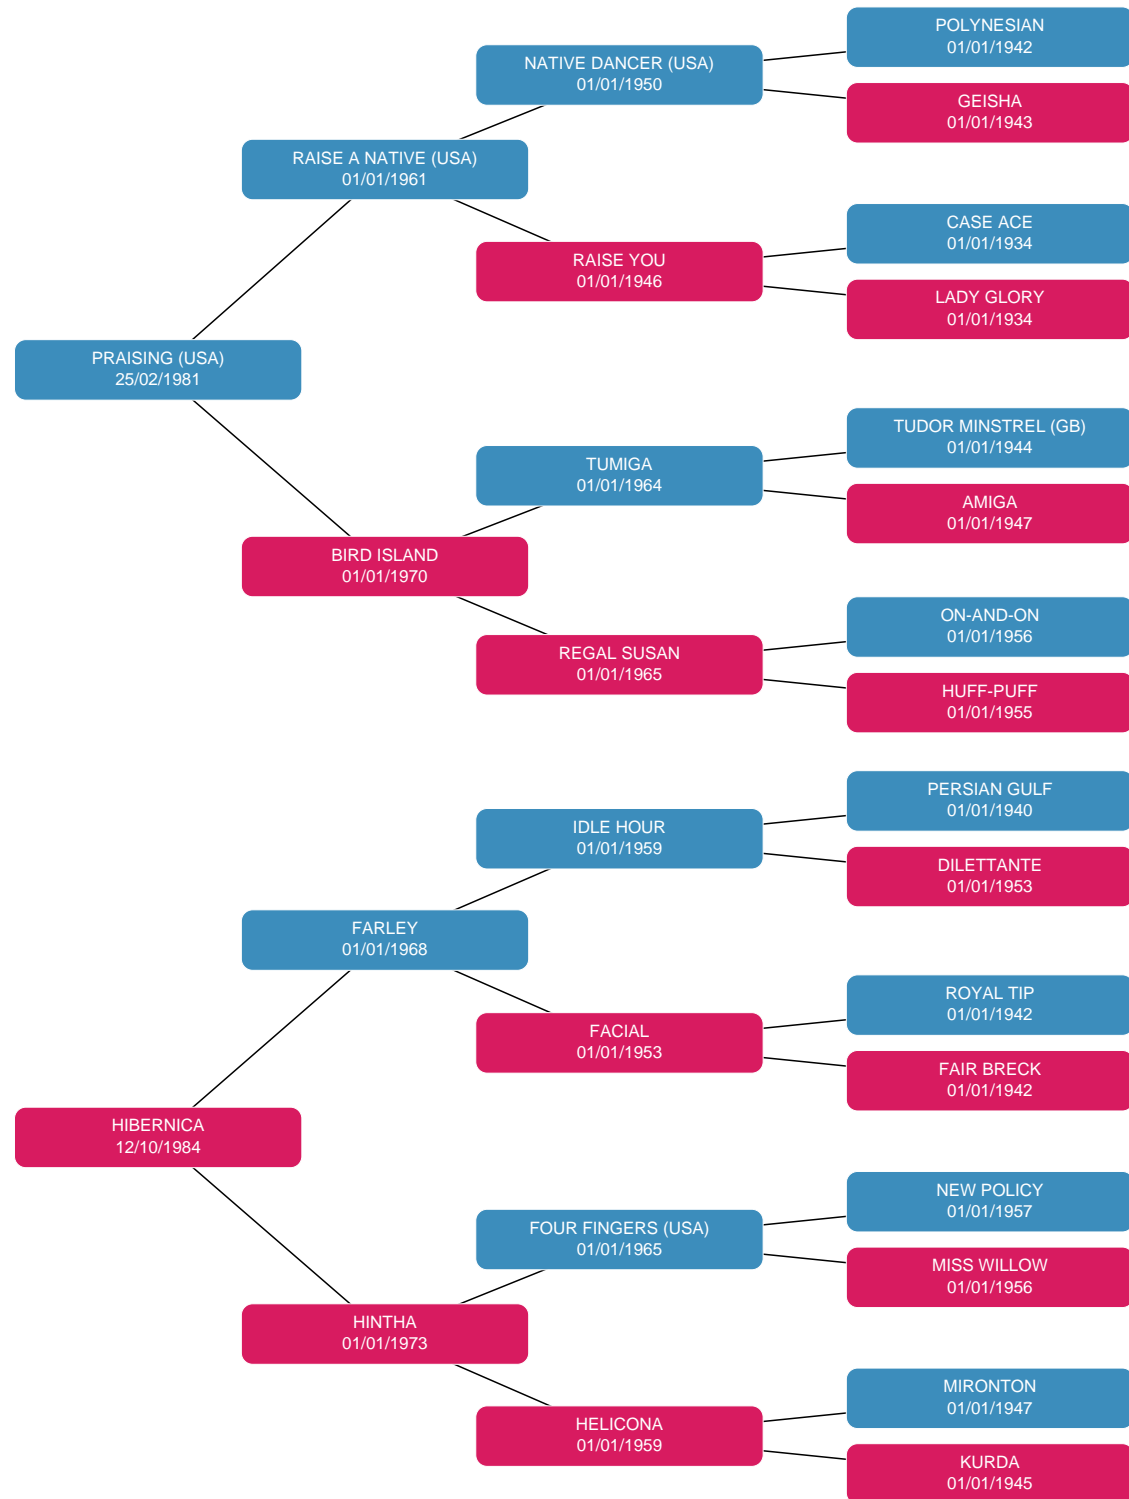 POLYNESIAN
01/01/1942
NATIVE DANCER (USA)
01/01/1950
GEISHA
01/01/1943
RAISE A NATIVE (USA)
01/01/1961
CASE ACE
01/01/1934
RAISE YOU
01/01/1946
LADY GLORY
01/01/1934
PRAISING (USA)
25/02/1981
TUDOR MINSTREL (GB)
01/01/1944
TUMIGA
01/01/1964
AMIGA
01/01/1947
BIRD ISLAND
01/01/1970
ON-AND-ON
01/01/1956
REGAL SUSAN
01/01/1965
HUFF-PUFF
01/01/1955
PERSIAN GULF
01/01/1940
IDLE HOUR
01/01/1959
DILETTANTE
01/01/1953
FARLEY
01/01/1968
ROYAL TIP
01/01/1942
FACIAL
01/01/1953
FAIR BRECK
01/01/1942
HIBERNICA
12/10/1984
NEW POLICY
01/01/1957
FOUR FINGERS (USA)
01/01/1965
MISS WILLOW
01/01/1956
HINTHA
01/01/1973
MIRONTON
01/01/1947
HELICONA
01/01/1959
KURDA
01/01/1945